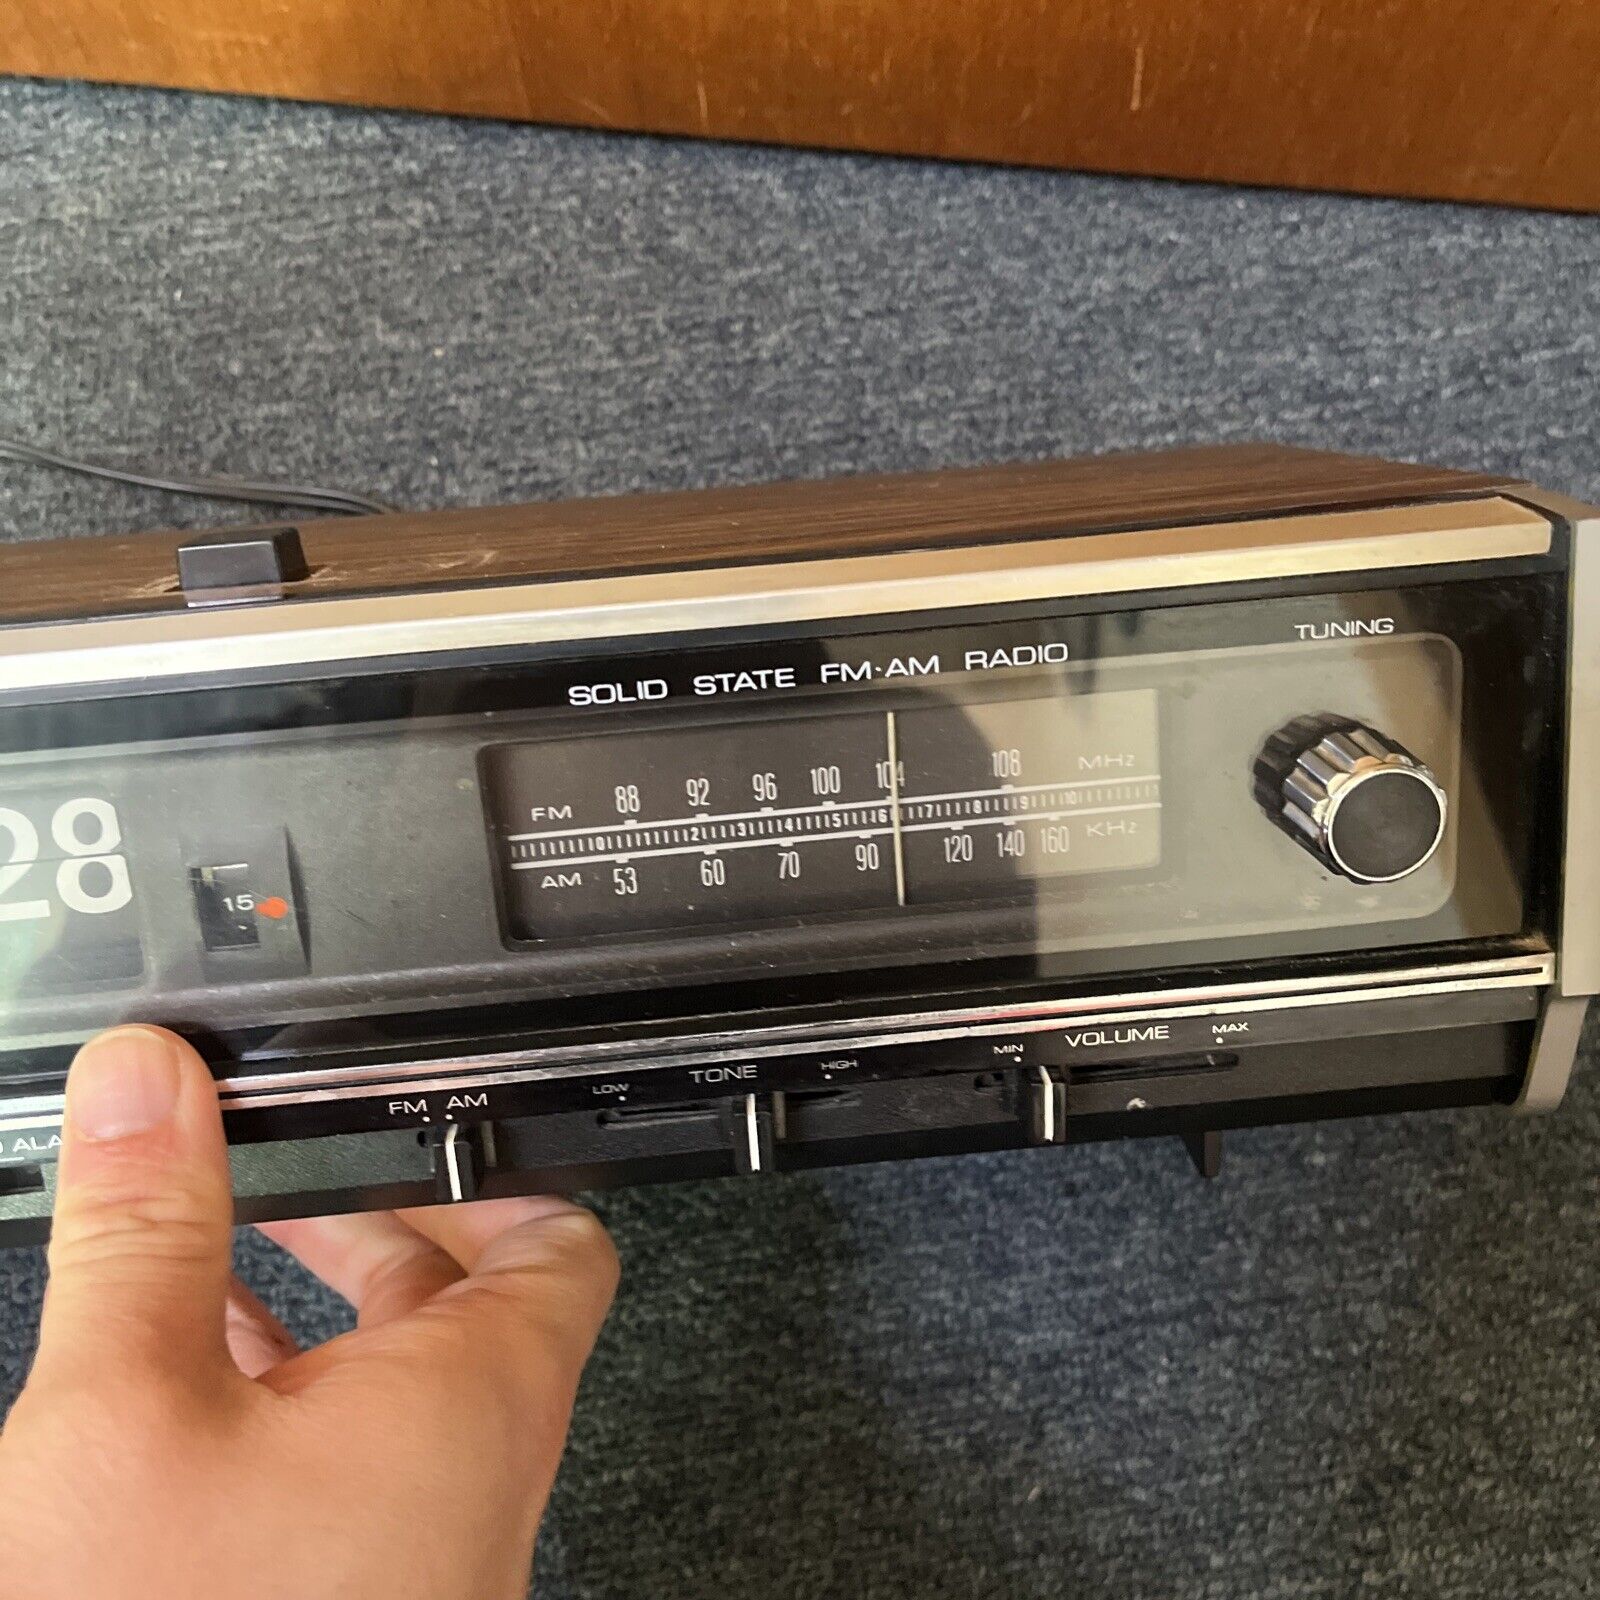 TUNING
SOLID STATE FM·AM RADIO
88 92 96 100 104 108 MHz
FM
0 1 2 3 4 5 6 7 8 9 10
AM 53 60 70 90 120 140 160 KHz
28
15
MIN VOLUME MAX
LOW TONE HIGH
FM AM
ALA